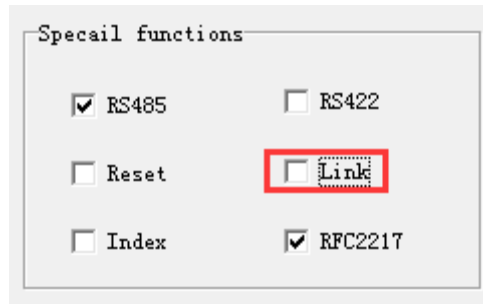 Specail functions
RS485
RS422
Reset
Link
Index
RFC2217